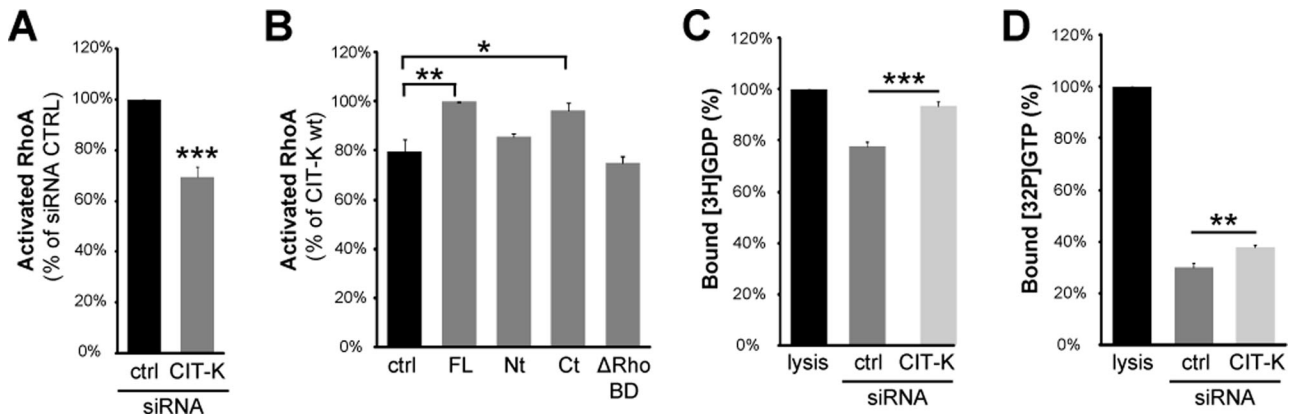 A
Activated RhoA
(% of siRNA CTRL)
120%
100%
80%
60%
40%
20%
0%
***
ctrl CIT-K
siRNA
B
Activated RhoA
(% of CIT-K wt)
120%
100%
80%
60%
40%
20%
0%
*
**
ctrl FL Nt Ct ΔRho
BD
C
Bound [3H]GDP (%)
120%
100%
80%
60%
40%
20%
0%
***
lysis ctrl CIT-K
siRNA
D
Bound [32P]GTP (%)
120%
100%
80%
60%
40%
20%
0%
**
lysis ctrl CIT-K
siRNA